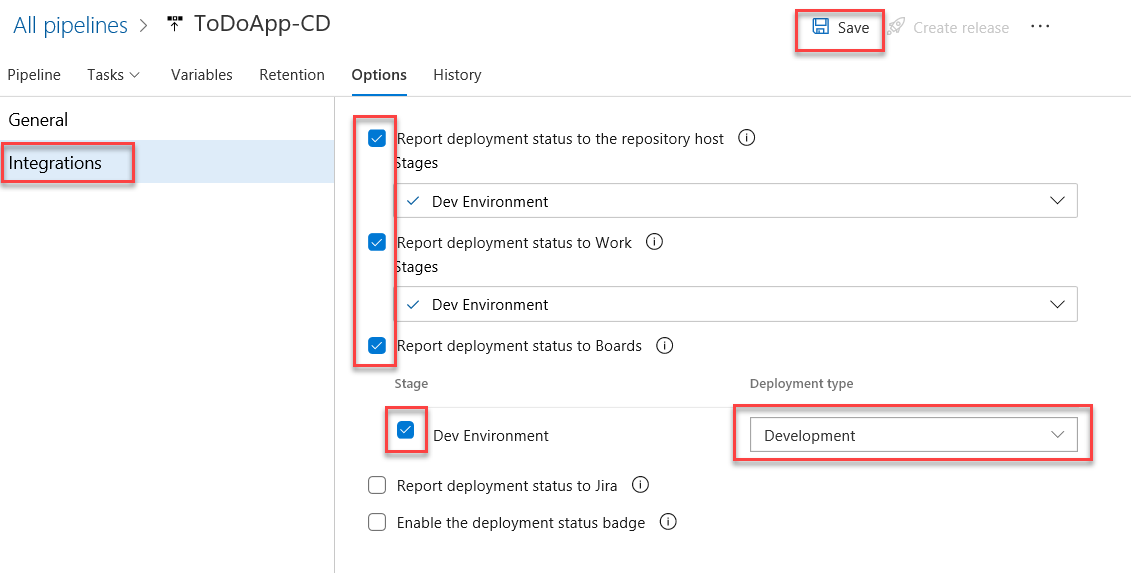 All pipelines > ToDoApp-CD
Save Create release ...
Pipeline Tasks Variables Retention Options History
General
Integrations
Report deployment status to the repository host
Stages
Dev Environment
Report deployment status to Work
Stages
Dev Environment
Report deployment status to Boards
Stage Deployment type
Dev Environment Development
Report deployment status to Jira
Enable the deployment status badge